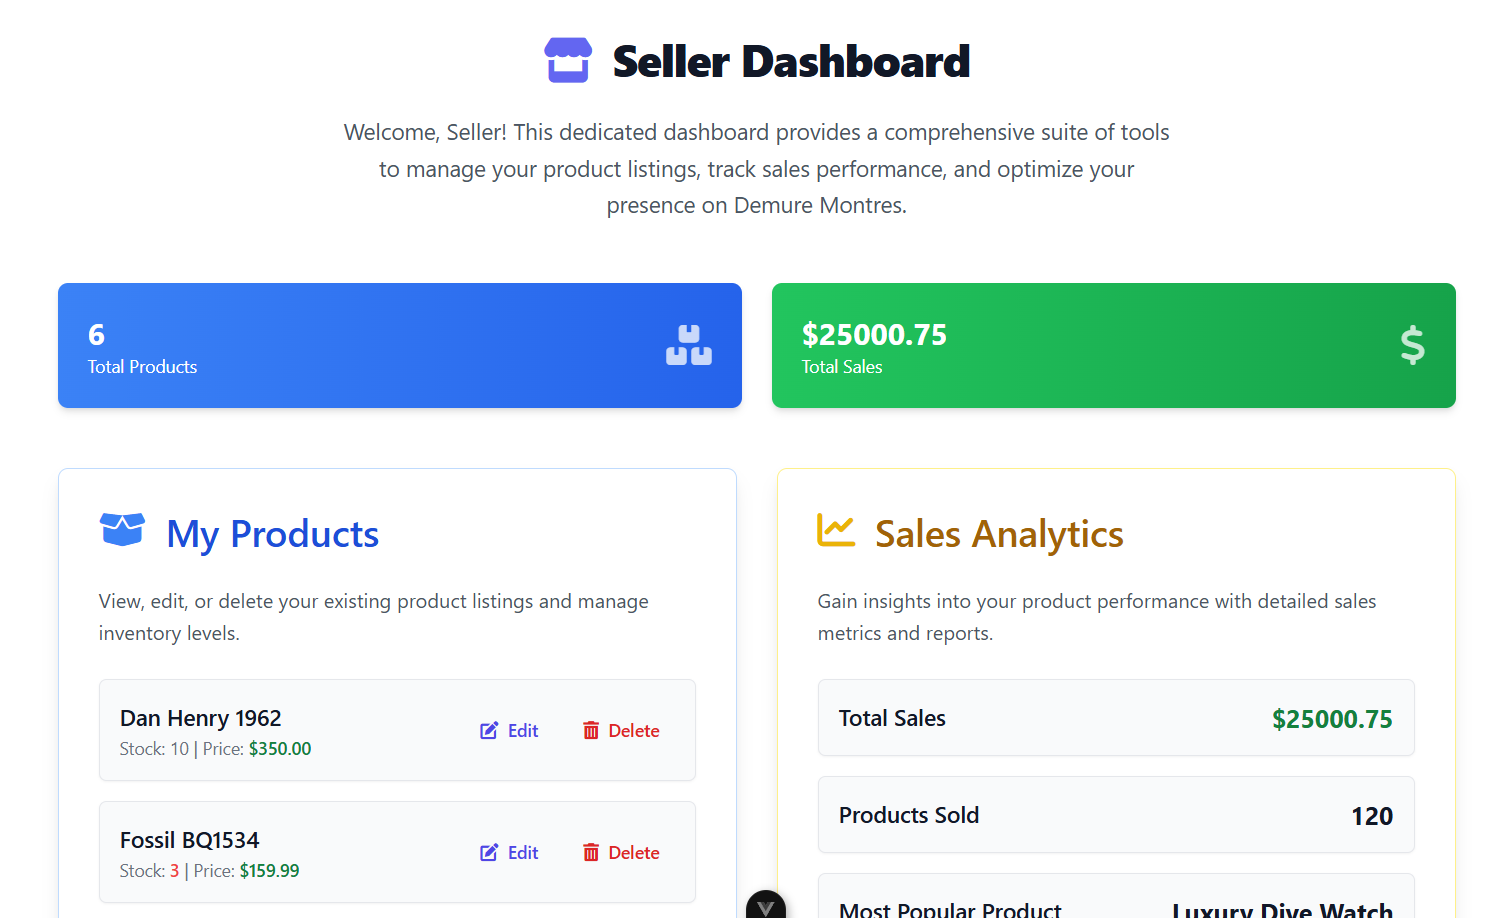 Seller Dashboard
Welcome, Seller! This dedicated dashboard provides a comprehensive suite of tools
to manage your product listings, track sales performance, and optimize your
presence on Demure Montres.
6
Total Products
$25000.75
Total Sales
My Products
View, edit, or delete your existing product listings and manage
inventory levels.
Dan Henry 1962
Stock: 10 | Price: $350.00
Edit
Delete
Fossil BQ1534
Stock: 3 | Price: $159.99
Edit
Delete
Sales Analytics
Gain insights into your product performance with detailed sales
metrics and reports.
Total Sales
$25000.75
Products Sold
120
Most Popular Product
Luxury Dive Watch